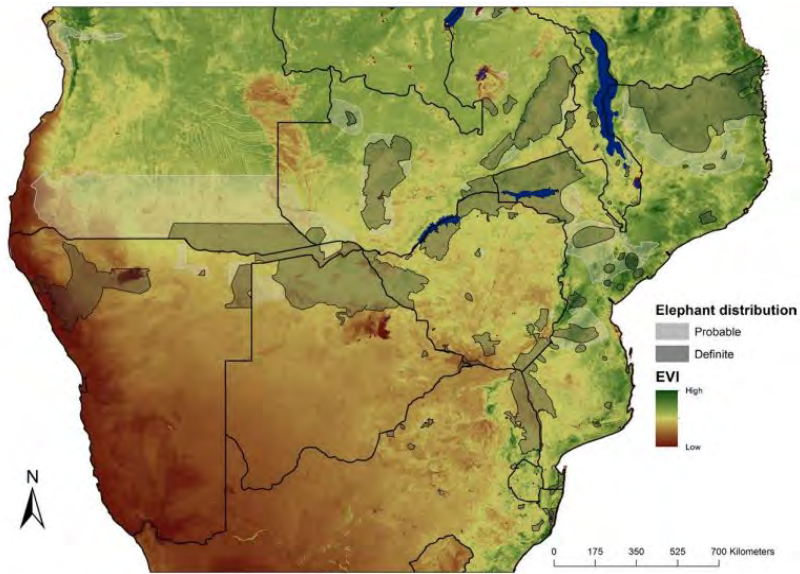 Elephant distribution
Probable
Definite
EVI
High
Low
N
0 175 350 525 700 Kilometers